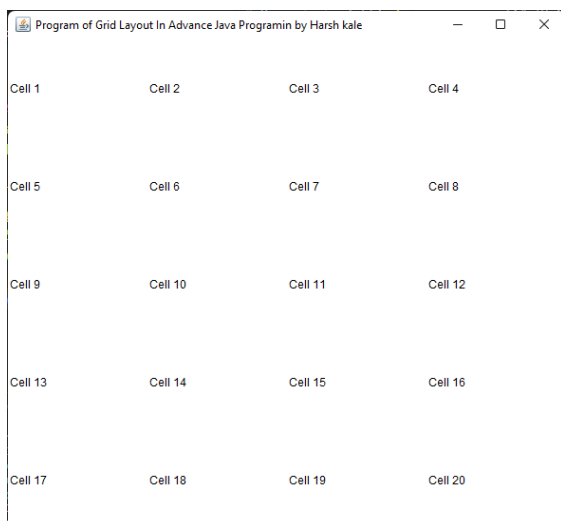 Program of Grid Layout In Advance Java Programin by Harsh kale
Cell 1 Cell 2 Cell 3 Cell 4
Cell 5 Cell 6 Cell 7 Cell 8
Cell 9 Cell 10 Cell 11 Cell 12
Cell 13 Cell 14 Cell 15 Cell 16
Cell 17 Cell 18 Cell 19 Cell 20